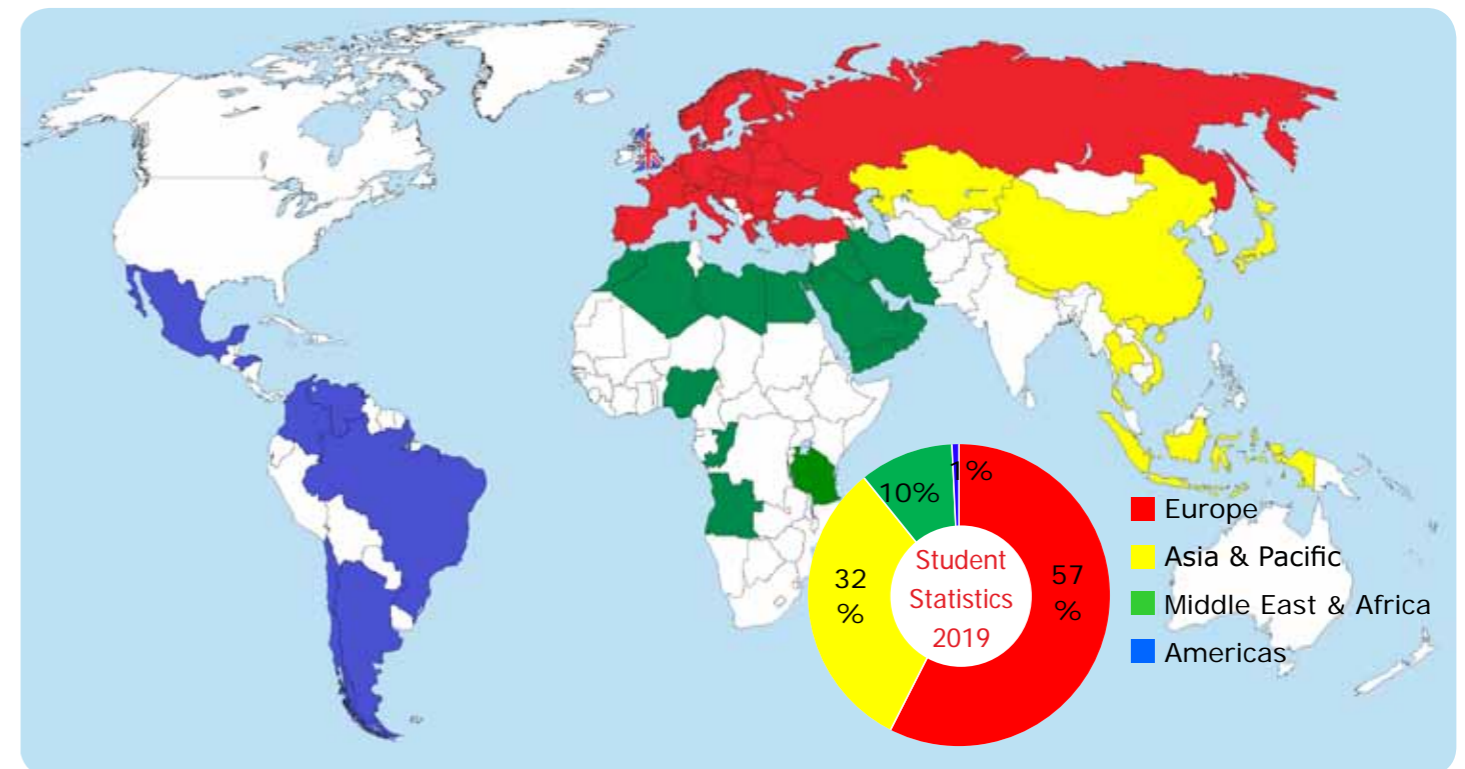 10%
1%
32
%
57
%
Student
Statistics
2019
Europe
Asia & Pacific
Middle East & Africa
Americas